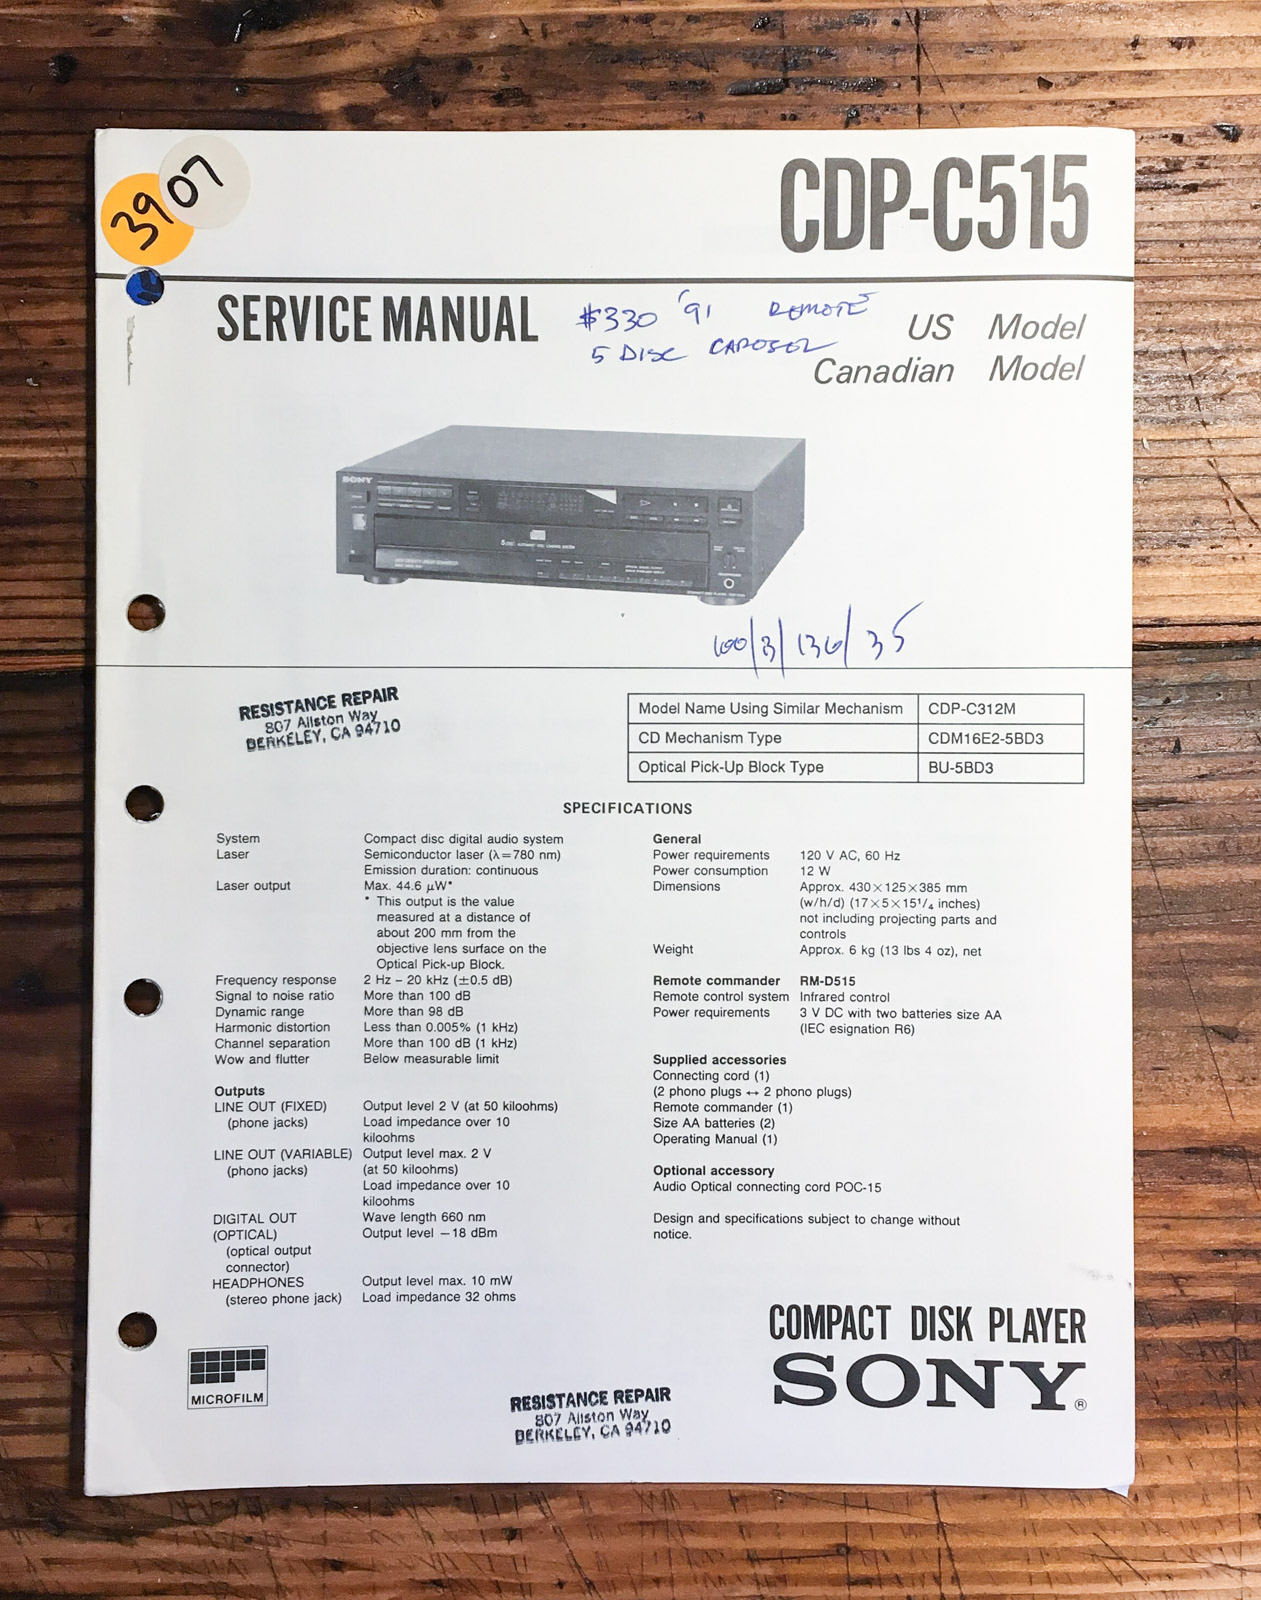 3907
CDP-C515
SERVICE MANUAL
$330 '91 REMOTE
5 DISC CAROSEL
US Model
Canadian Model
SONY
RESISTANCE REPAIR
807 Allston Way
BERKELEY, CA 94710
Model Name Using Similar Mechanism CDP-C312M
CD Mechanism Type CDM16E2-5BD3
Optical Pick-Up Block Type BU-5BD3
SPECIFICATIONS
System Compact disc digital audio system
Laser Semiconductor laser (λ=780 nm)
Emission duration: continuous
Laser output Max. 44.6 µW*
* This output is the value
measured at a distance of
about 200 mm from the
objective lens surface on the
Optical Pick-up Block.
Frequency response 2 Hz – 20 kHz (±0.5 dB)
Signal to noise ratio More than 100 dB
Dynamic range More than 98 dB
Harmonic distortion Less than 0.005% (1 kHz)
Channel separation More than 100 dB (1 kHz)
Wow and flutter Below measurable limit
Outputs
LINE OUT (FIXED) Output level 2 V (at 50 kiloohms)
(phone jacks) Load impedance over 10
kiloohms
LINE OUT (VARIABLE) Output level max. 2 V
(phono jacks) (at 50 kiloohms)
Load impedance over 10
kiloohms
DIGITAL OUT Wave length 660 nm
(OPTICAL) Output level −18 dBm
(optical output
connector)
HEADPHONES Output level max. 10 mW
(stereo phone jack) Load impedance 32 ohms
General
Power requirements 120 V AC, 60 Hz
Power consumption 12 W
Dimensions Approx. 430×125×385 mm
(w/h/d) (17×5×15¹/₄ inches)
not including projecting parts and
controls
Weight Approx. 6 kg (13 lbs 4 oz), net
Remote commander RM-D515
Remote control system Infrared control
Power requirements 3 V DC with two batteries size AA
(IEC esignation R6)
Supplied accessories
Connecting cord (1)
(2 phono plugs ↔ 2 phono plugs)
Remote commander (1)
Size AA batteries (2)
Operating Manual (1)
Optional accessory
Audio Optical connecting cord POC-15
Design and specifications subject to change without
notice.
MICROFILM
RESISTANCE REPAIR
807 Allston Way
BERKELEY, CA 94710
COMPACT DISK PLAYER
SONY®